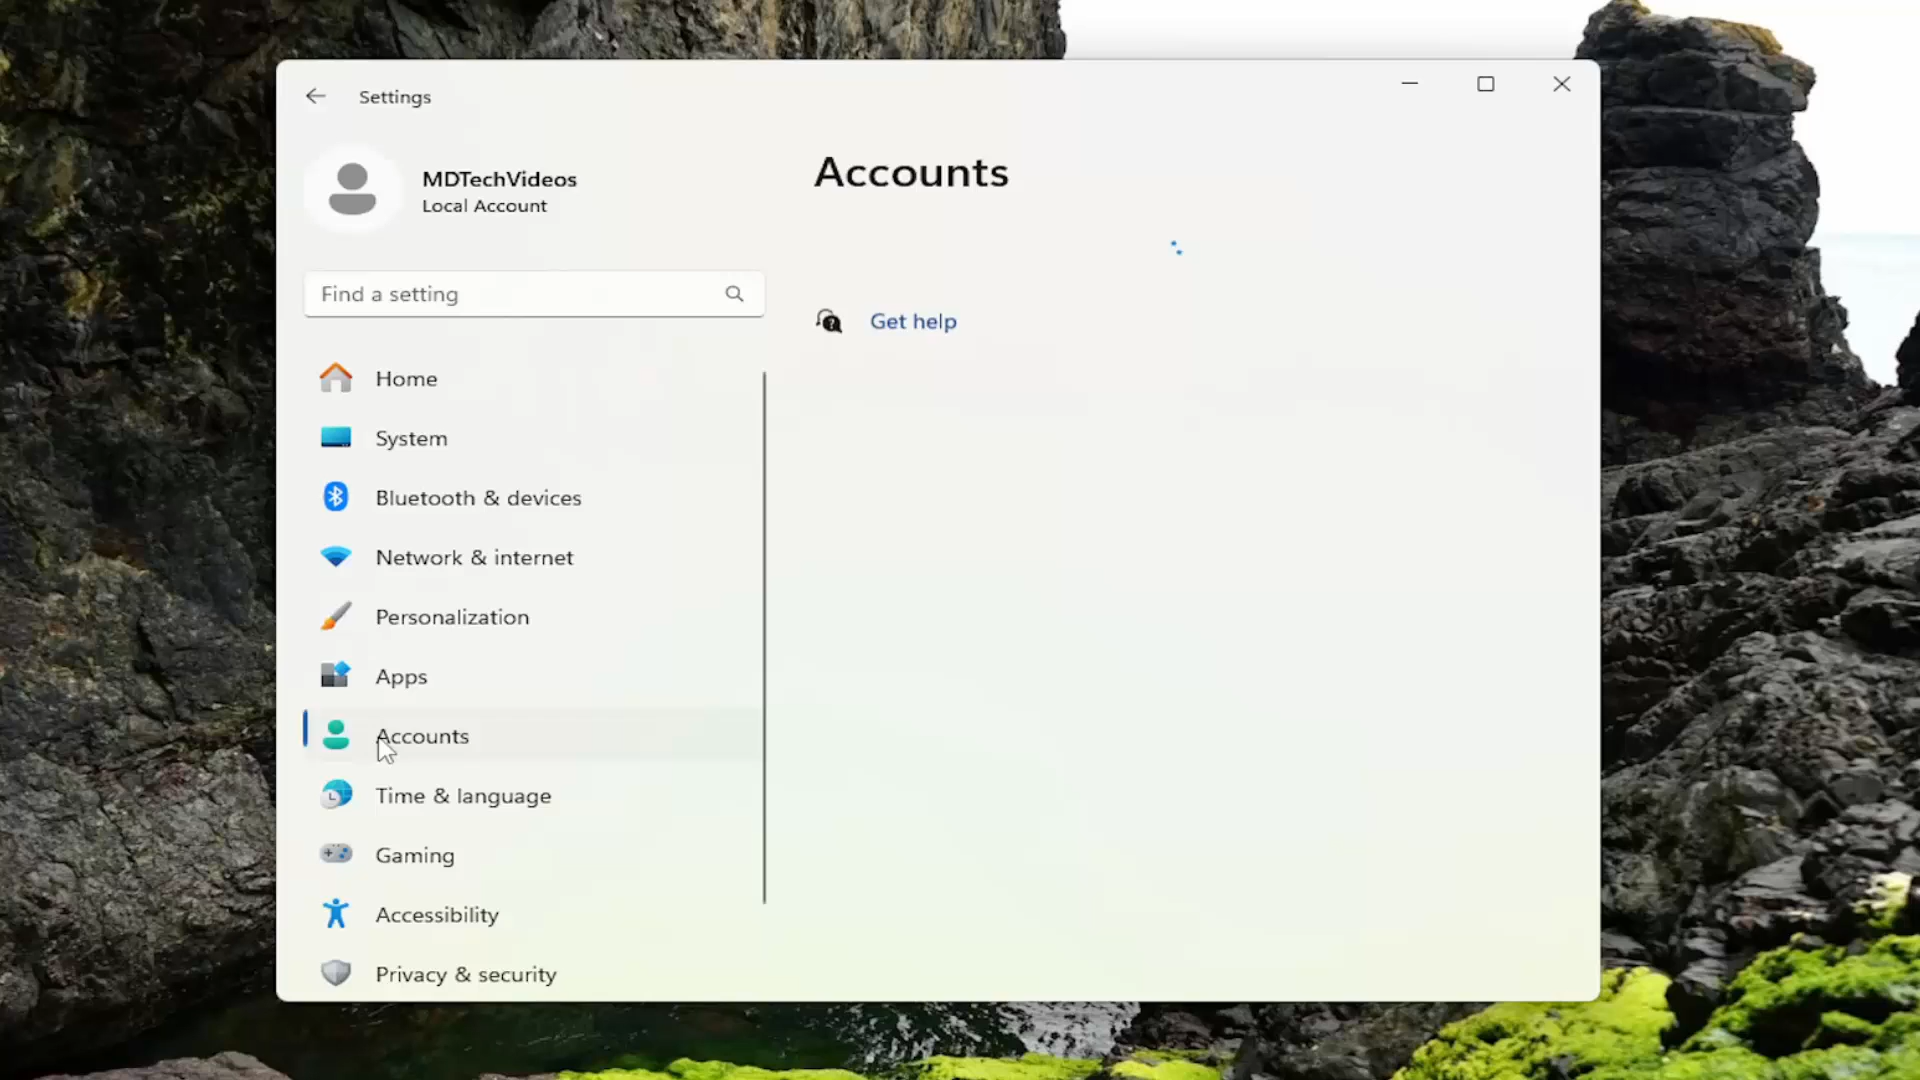 Settings
MDTechVideos
Local Account
Find a setting
Home
System
Bluetooth & devices
Network & internet
Personalization
Apps
Accounts
Time & language
Gaming
Accessibility
Privacy & security
Accounts
Get help